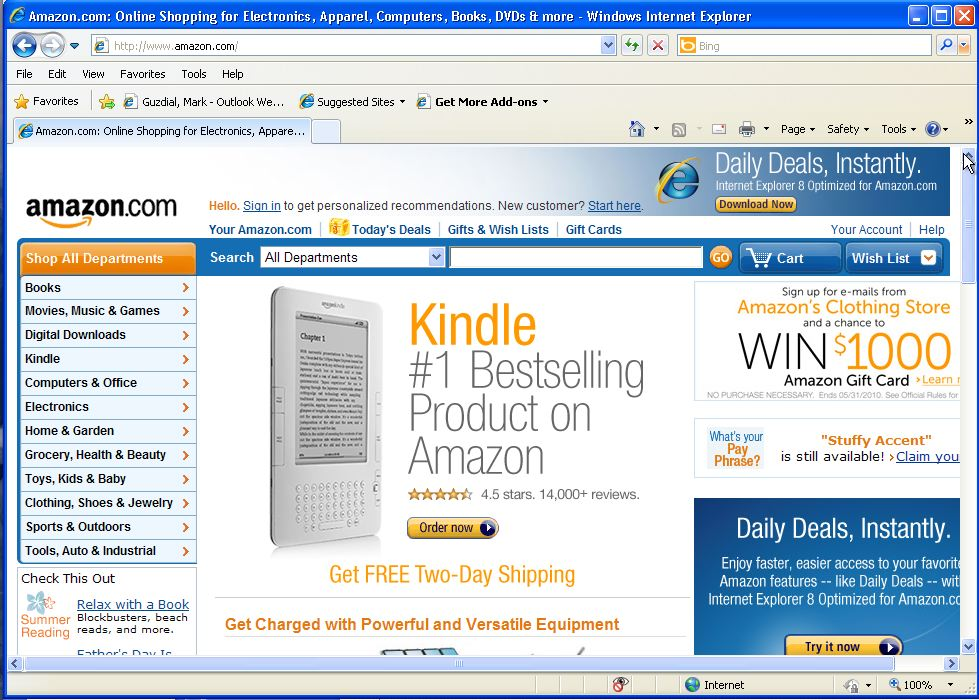 Amazon.com: Online Shopping for Electronics, Apparel, Computers, Books, DVDs & more - Windows Internet Explorer
http://www.amazon.com/
Bing
File Edit View Favorites Tools Help
Favorites Guzdial, Mark - Outlook We... Suggested Sites Get More Add-ons
Amazon.com: Online Shopping for Electronics, Appare...
Page Safety Tools
Daily Deals, Instantly.
Internet Explorer 8 Optimized for Amazon.com
Download Now
amazon.com
Hello. Sign in to get personalized recommendations. New customer? Start here.
Your Amazon.com Today's Deals Gifts & Wish Lists Gift Cards Your Account Help
Shop All Departments
Search All Departments GO Cart Wish List
Books
Movies, Music & Games
Digital Downloads
Kindle
Computers & Office
Electronics
Home & Garden
Grocery, Health & Beauty
Toys, Kids & Baby
Clothing, Shoes & Jewelry
Sports & Outdoors
Tools, Auto & Industrial
Check This Out
Summer
Reading
Relax with a Book
Blockbusters, beach
reads, and more.
Father's Day Is
amazonkindle
Chapter 1
Kindle
#1 Bestselling
Product on
Amazon
4.5 stars. 14,000+ reviews.
Order now
Get FREE Two-Day Shipping
Get Charged with Powerful and Versatile Equipment
Sign up for e-mails from
Amazon's Clothing Store
and a chance to
WIN $1000
Amazon Gift Card Learn
NO PURCHASE NECESSARY. Ends 05/31/2010. See Official Rules for
What's your
Pay
Phrase?
"Stuffy Accent"
is still available! Claim you
Daily Deals, Instantly.
Enjoy faster, easier access to your favorite
Amazon features -- like Daily Deals -- wit
Internet Explorer 8 Optimized for Amazon.co
Try it now
Internet
100%